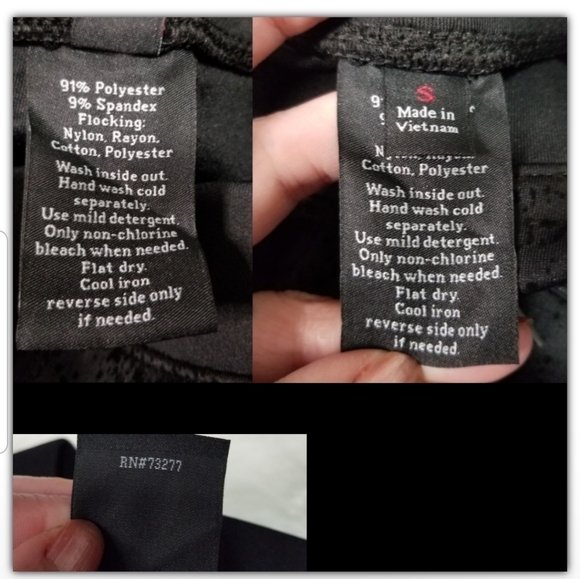 91% Polyester
9% Spandex
Flocking:
Nylon, Rayon,
Cotton, Polyester
Wash inside out.
Hand wash cold
separately.
Use mild detergent.
Only non-chlorine
bleach when needed.
Flat dry.
Cool iron
reverse side only
if needed.
S
Made in
Vietnam
Cotton, Polyester
Wash inside out.
Hand wash cold
separately.
Use mild detergent.
Only non-chlorine
bleach when needed.
Flat dry.
Cool iron
reverse side only
if needed.
RN#73277